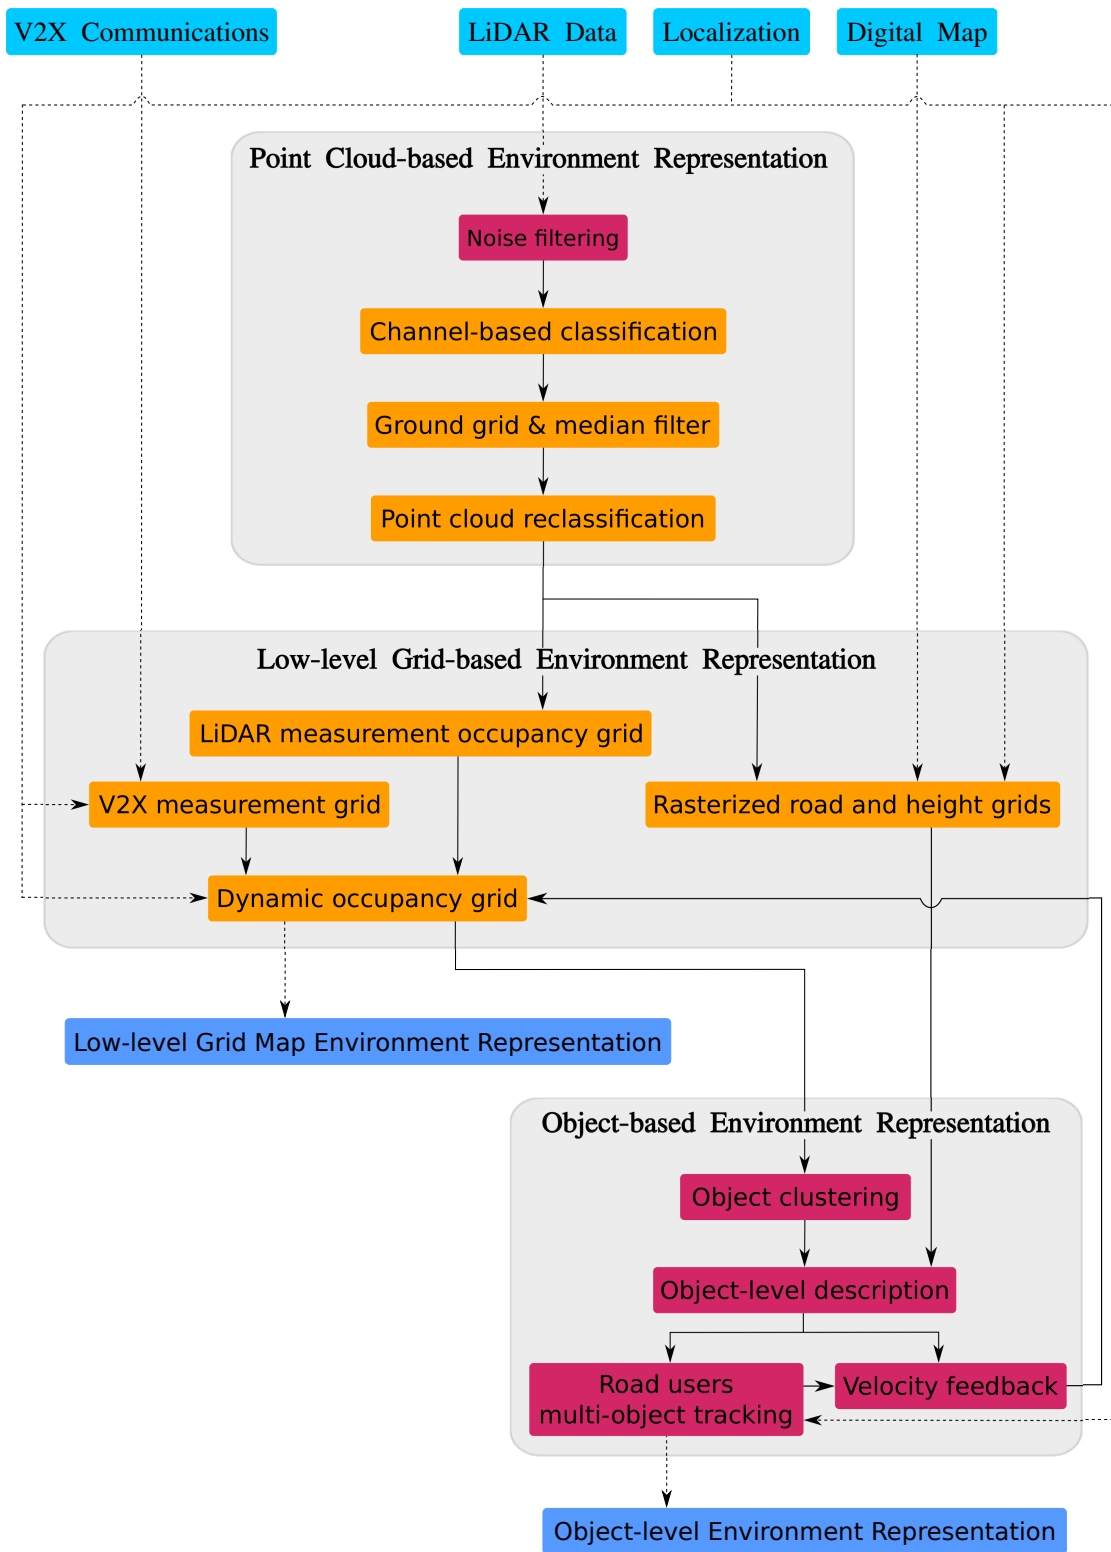 V2X Communications
LiDAR Data
Localization
Digital Map
Point Cloud-based Environment Representation
Noise filtering
Channel-based classification
Ground grid & median filter
Point cloud reclassification
Low-level Grid-based Environment Representation
LiDAR measurement occupancy grid
V2X measurement grid
Rasterized road and height grids
Dynamic occupancy grid
Low-level Grid Map Environment Representation
Object-based Environment Representation
Object clustering
Object-level description
Road users
multi-object tracking
Velocity feedback
Object-level Environment Representation